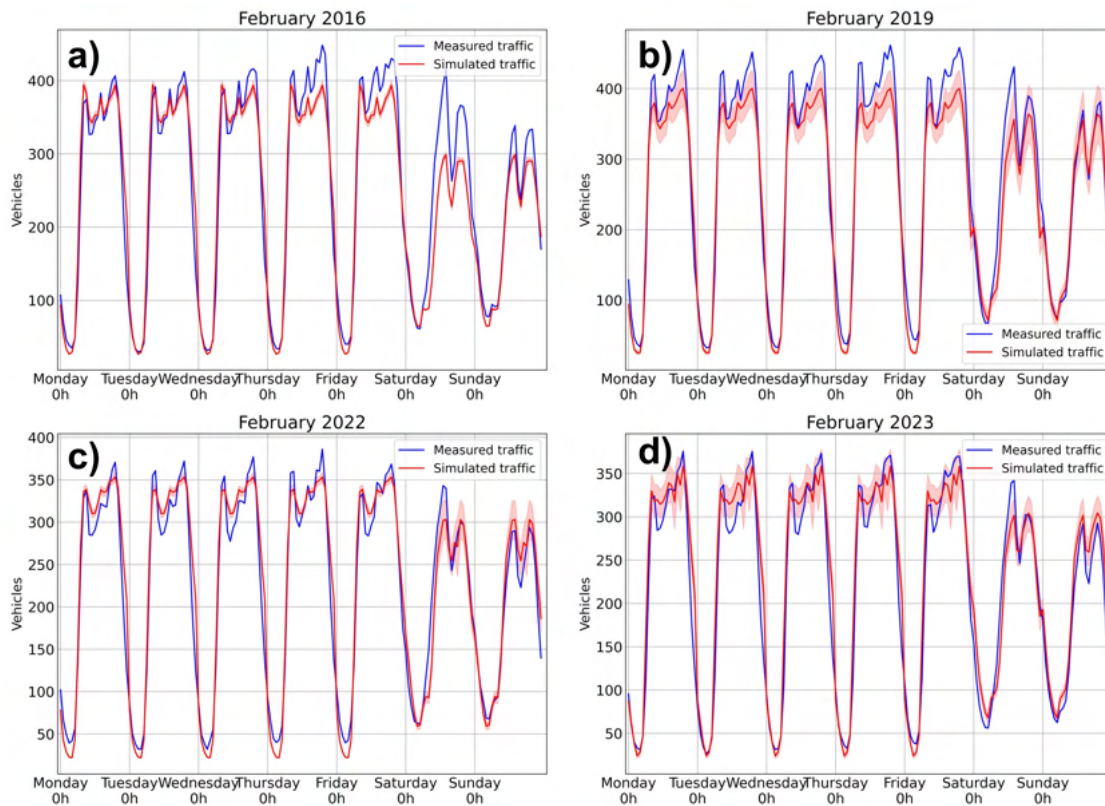 February 2016
a)
Measured traffic
Simulated traffic
Vehicles
400
300
200
100
Monday Tuesday Wednesday Thursday Friday Saturday Sunday
0h 0h 0h 0h 0h 0h 0h
February 2019
b)
Measured traffic
Simulated traffic
Vehicles
400
300
200
100
Monday Tuesday Wednesday Thursday Friday Saturday Sunday
0h 0h 0h 0h 0h 0h 0h
February 2022
c)
Measured traffic
Simulated traffic
Vehicles
400
350
300
250
200
150
100
50
Monday Tuesday Wednesday Thursday Friday Saturday Sunday
0h 0h 0h 0h 0h 0h 0h
February 2023
d)
Measured traffic
Simulated traffic
Vehicles
350
300
250
200
150
100
50
Monday Tuesday Wednesday Thursday Friday Saturday Sunday
0h 0h 0h 0h 0h 0h 0h